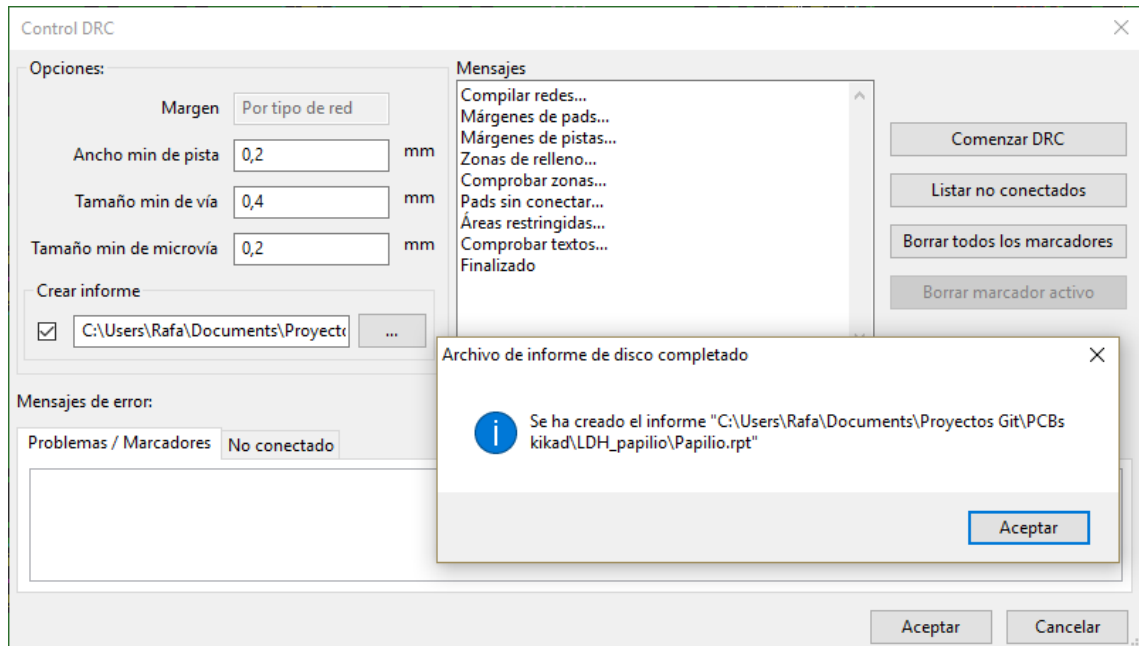 Control DRC
Opciones:
Margen Por tipo de red
Ancho min de pista 0,2 mm
Tamaño min de vía 0,4 mm
Tamaño min de microvía 0,2 mm
Crear informe
C:\Users\Rafa\Documents\Proyecto ...
Mensajes
Compilar redes...
Márgenes de pads...
Márgenes de pistas...
Zonas de relleno...
Comprobar zonas...
Pads sin conectar...
Áreas restringidas...
Comprobar textos...
Finalizado
Comenzar DRC
Listar no conectados
Borrar todos los marcadores
Borrar marcador activo
Archivo de informe de disco completado
Se ha creado el informe "C:\Users\Rafa\Documents\Proyectos Git\PCBs
kikad\LDH_papilio\Papilio.rpt"
Aceptar
Mensajes de error:
Problemas / Marcadores No conectado
Aceptar Cancelar